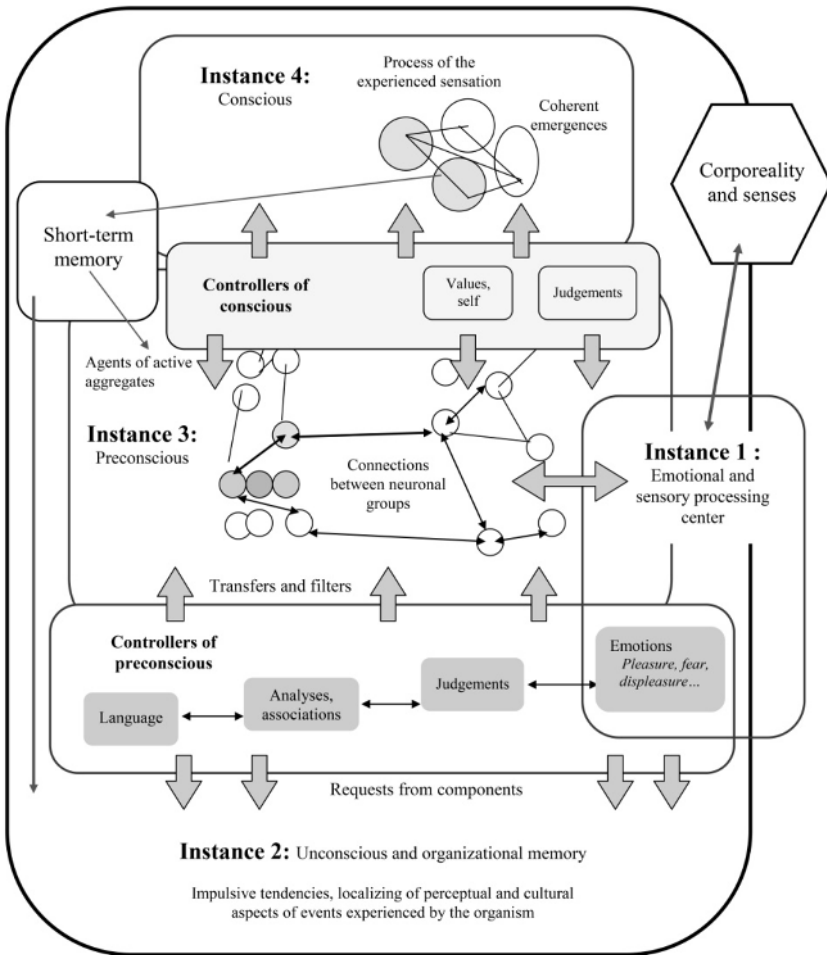 Instance 4:
Conscious
Process of the
experienced sensation
Coherent
emergences
Corporeality
and senses
Short-term
memory
Controllers of
conscious
Values,
self
Judgements
Agents of active
aggregates
Instance 3:
Preconscious
Connections
between neuronal
groups
Instance 1 :
Emotional and
sensory processing
center
Transfers and filters
Controllers of
preconscious
Language
Analyses,
associations
Judgements
Emotions
Pleasure, fear,
displeasure…
Requests from components
Instance 2: Unconscious and organizational memory
Impulsive tendencies, localizing of perceptual and cultural
aspects of events experienced by the organism